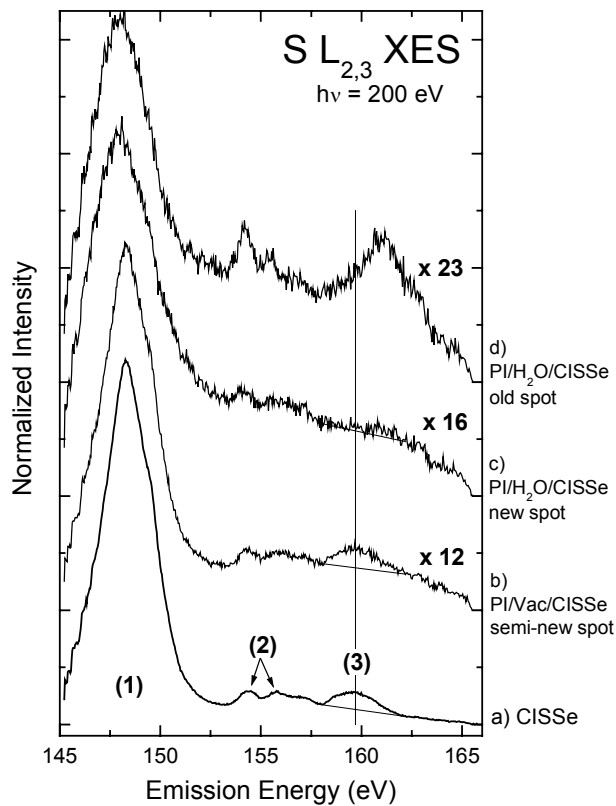 S L₂,₃ XES
hν = 200 eV
Normalized Intensity
x 23
d)
PI/H₂O/CISSe
old spot
x 16
c)
PI/H₂O/CISSe
new spot
x 12
b)
PI/Vac/CISSe
semi-new spot
(1)
(2)
(3)
a) CISSe
145 150 155 160 165
Emission Energy (eV)